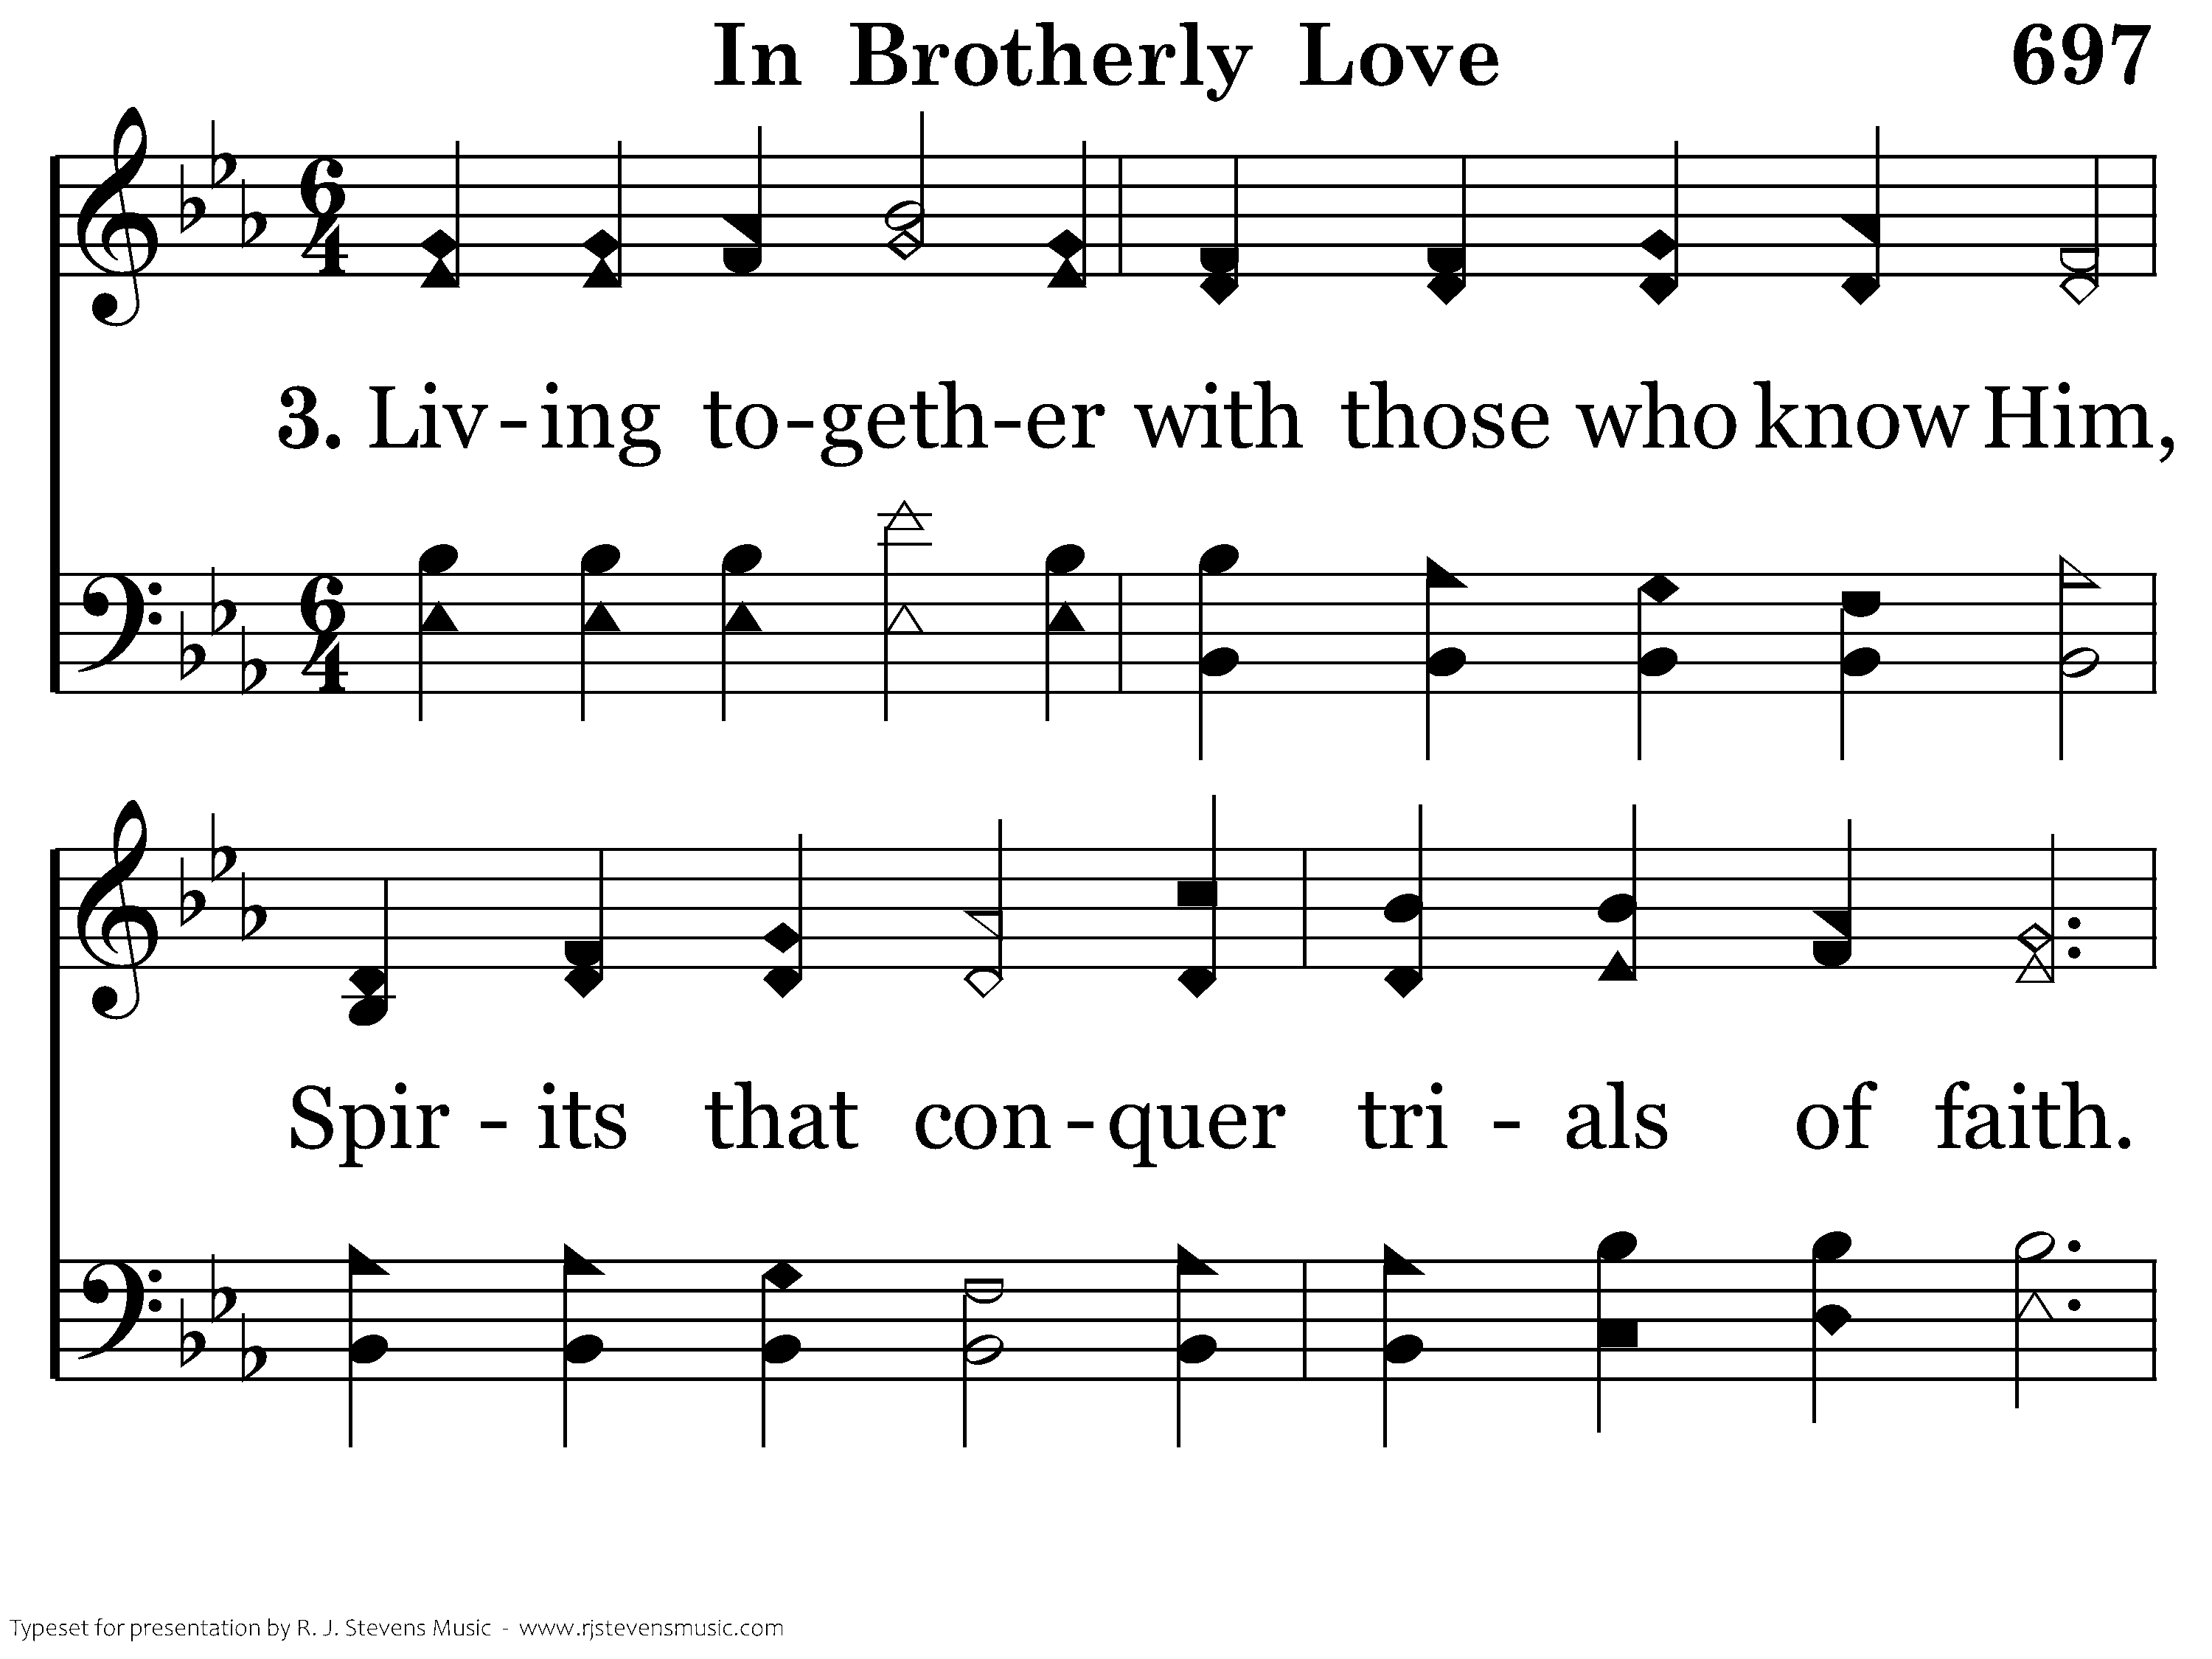 In Brotherly Love 697
3. Liv - ing to-geth-er with those who know Him,
Spir - its that con - quer tri - als of faith.
Typeset for presentation by R. J. Stevens Music - www.rjstevensmusic.com